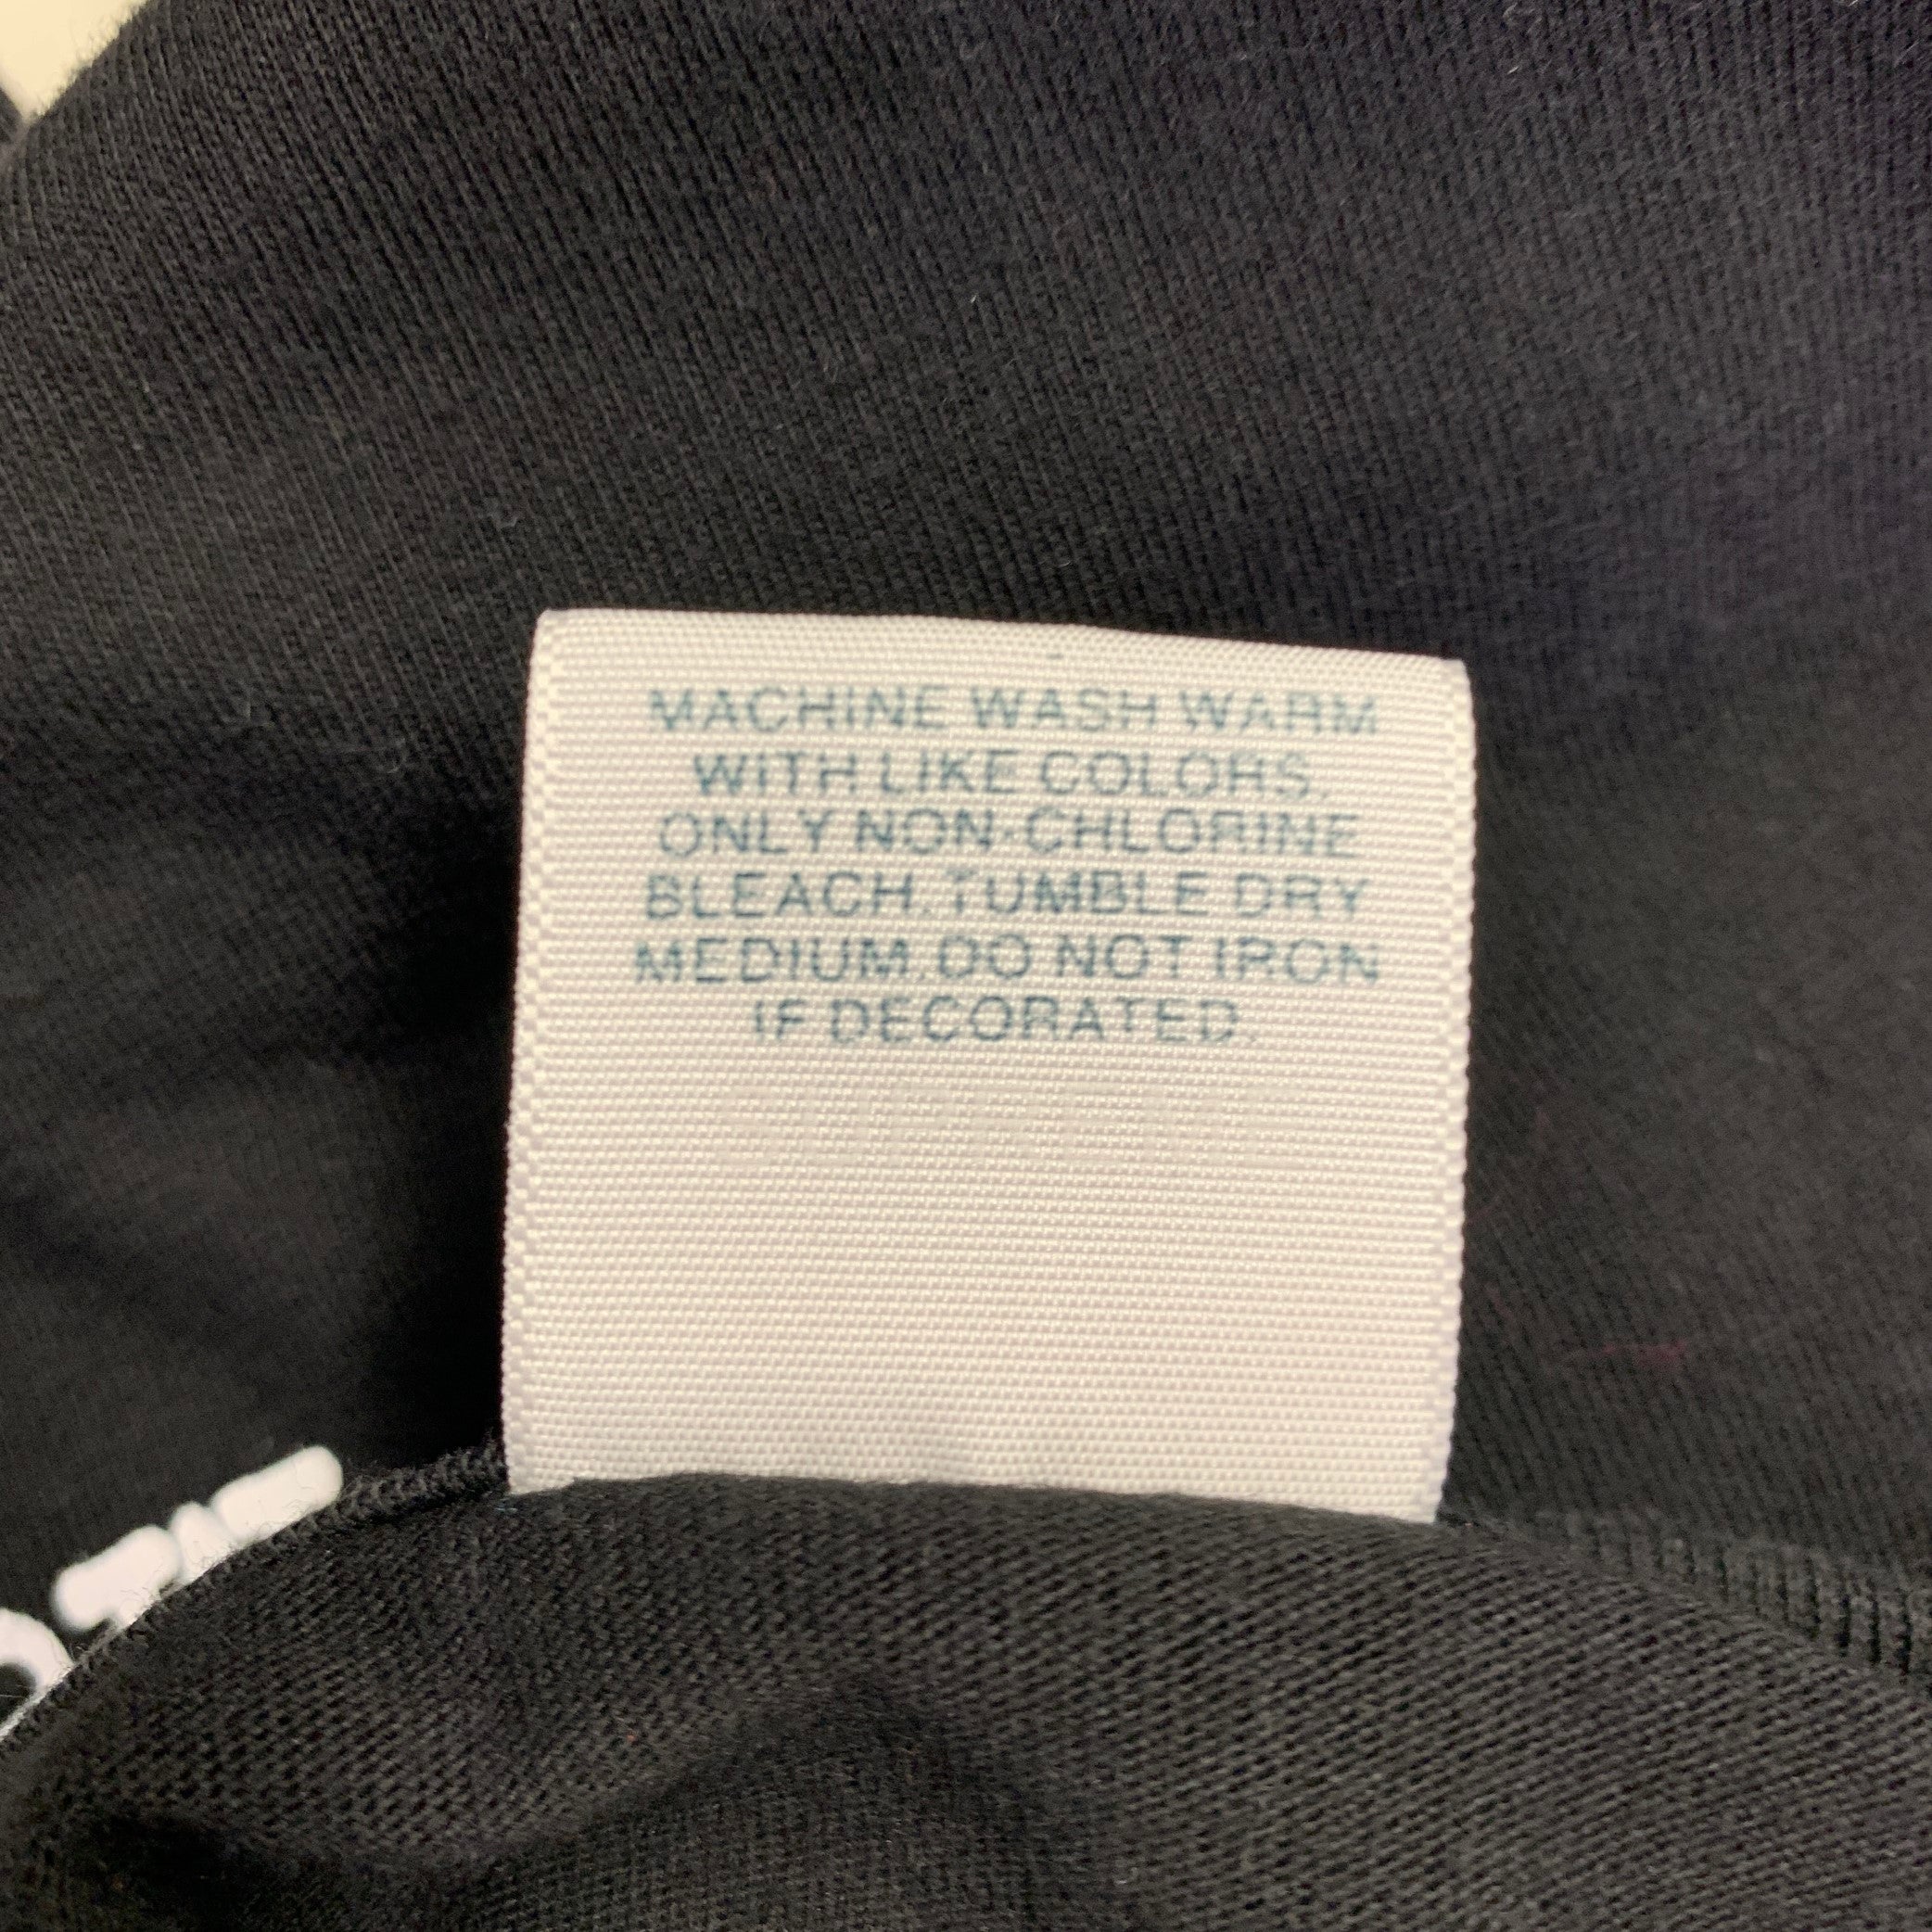 MACHINE WASH WARM
WITH LIKE COLORS.
ONLY NON-CHLORINE
BLEACH. TUMBLE DRY
MEDIUM. DO NOT IRON
IF DECORATED.